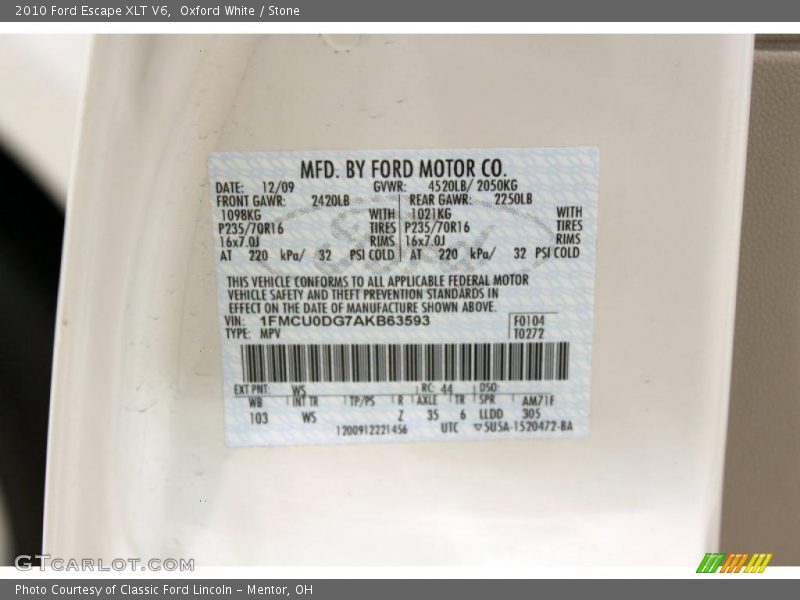 2010 Ford Escape XLT V6, Oxford White / Stone
MFD. BY FORD MOTOR CO.
DATE: 12/09 GVWR: 4520LB/ 2050KG
FRONT GAWR: 2420LB REAR GAWR: 2250LB
1098KG WITH 1021KG WITH
P235/70R16 TIRES P235/70R16 TIRES
16x7.0J RIMS 16x7.0J RIMS
AT 220 kPa/ 32 PSI COLD AT 220 kPa/ 32 PSI COLD
THIS VEHICLE CONFORMS TO ALL APPLICABLE FEDERAL MOTOR
VEHICLE SAFETY AND THEFT PREVENTION STANDARDS IN
EFFECT ON THE DATE OF MANUFACTURE SHOWN ABOVE.
VIN: 1FMCU0DG7AKB63593 F0104
TYPE: MPV T0272
EXT PNT: WS RC: 44 DSO:
WB INT TR TP/PS R AXLE TR SPR AM71F
103 WS Z 35 6 LLDD 305
1200912221456 UTC ▽5U5A-1520472-BA
GTCARLOT.COM
Photo Courtesy of Classic Ford Lincoln – Mentor, OH